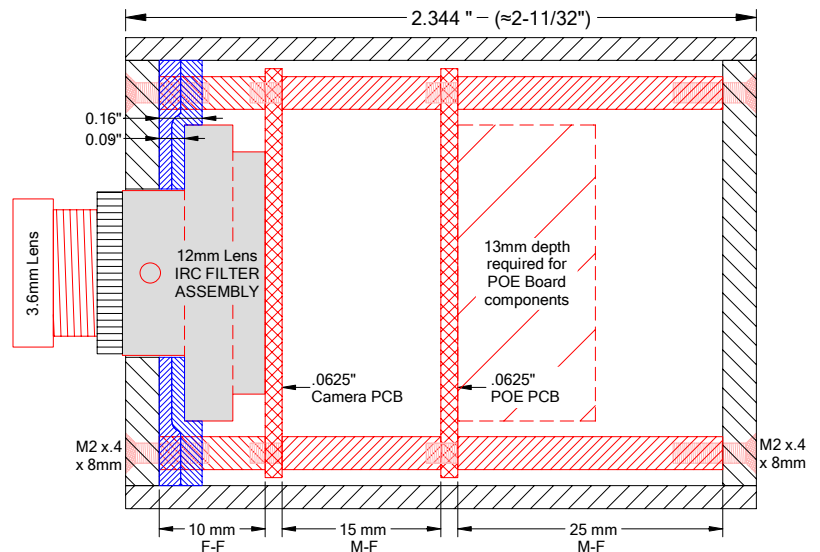 2.344 " – (≈2-11/32")
0.16"
0.09"
3.6mm Lens
12mm Lens
IRC FILTER
ASSEMBLY
13mm depth
required for
POE Board
components
.0625"
Camera PCB
.0625"
POE PCB
M2 x.4
x 8mm
M2 x.4
x 8mm
10 mm
F-F
15 mm
M-F
25 mm
M-F